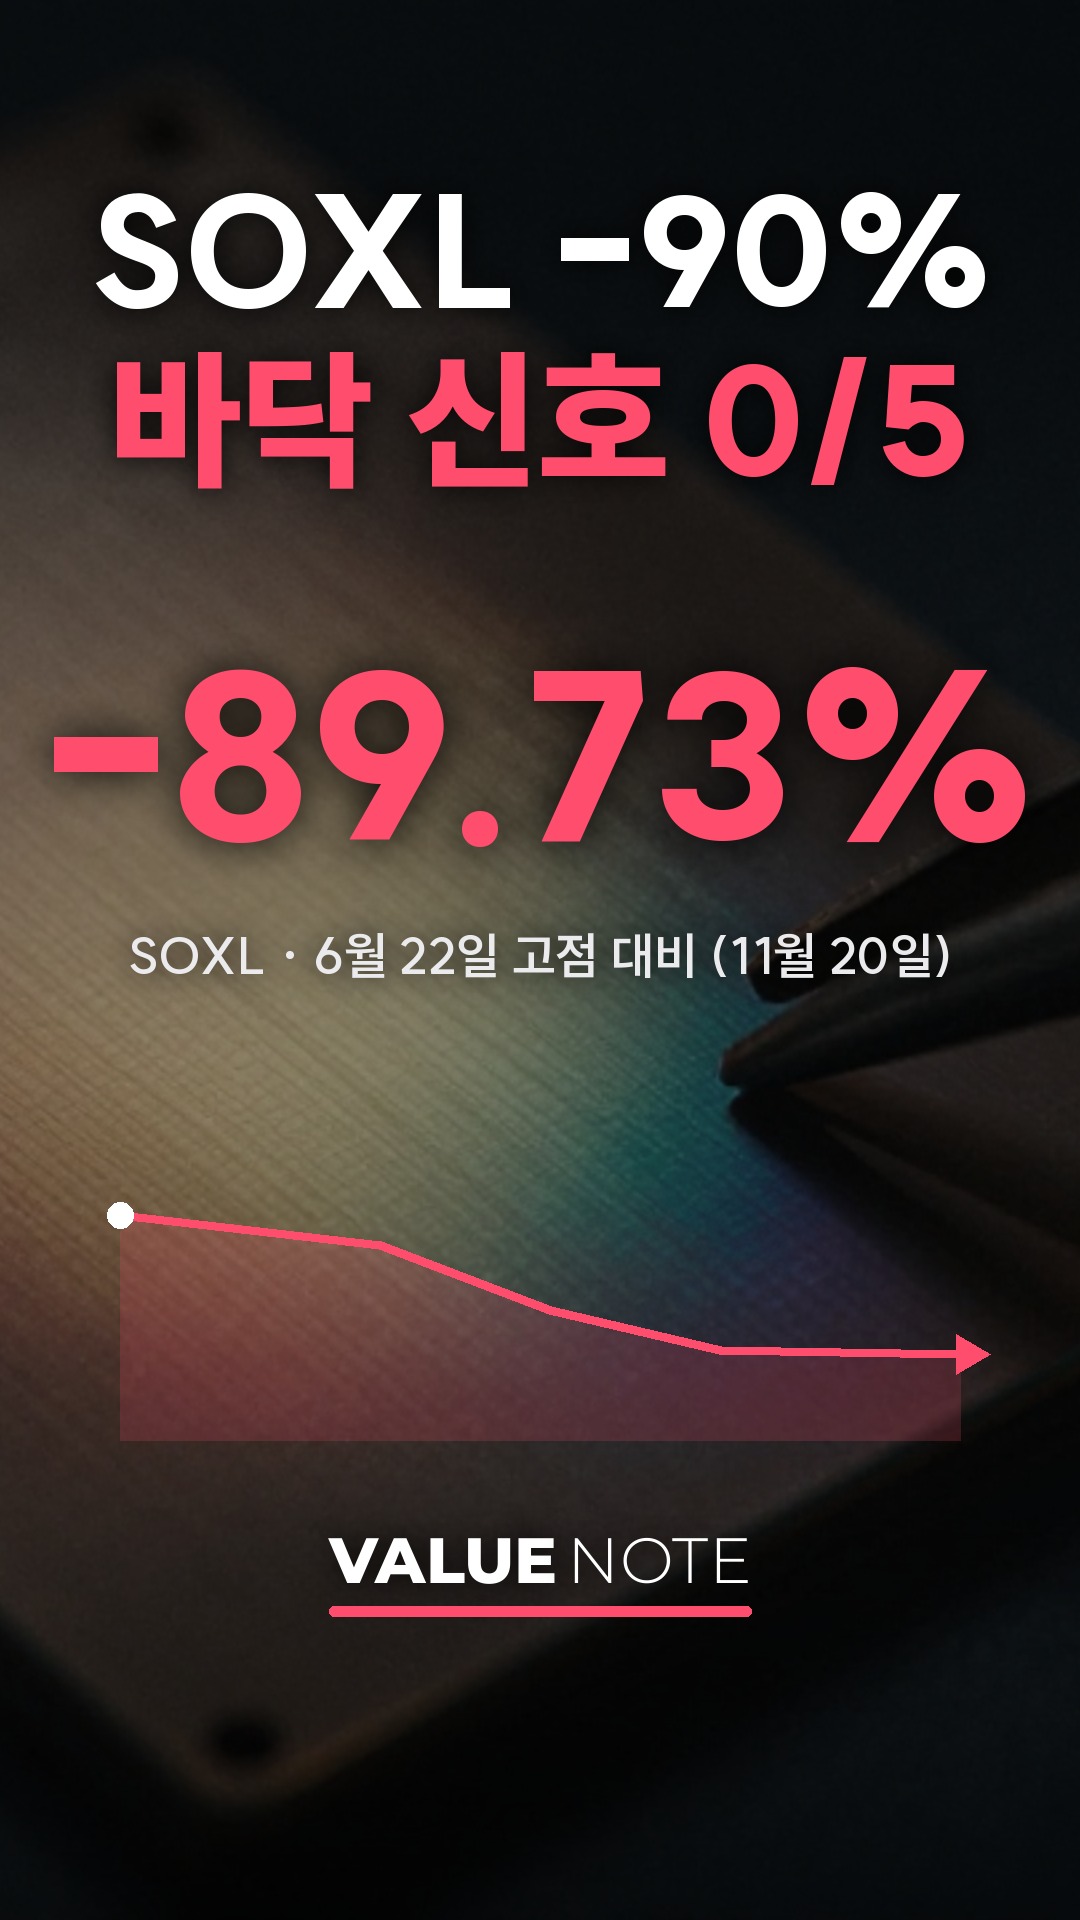 SOXL -90%
바닥 신호 0/5
-89.73%
SOXL · 6월 22일 고점 대비 (11월 20일)
VALUE NOTE